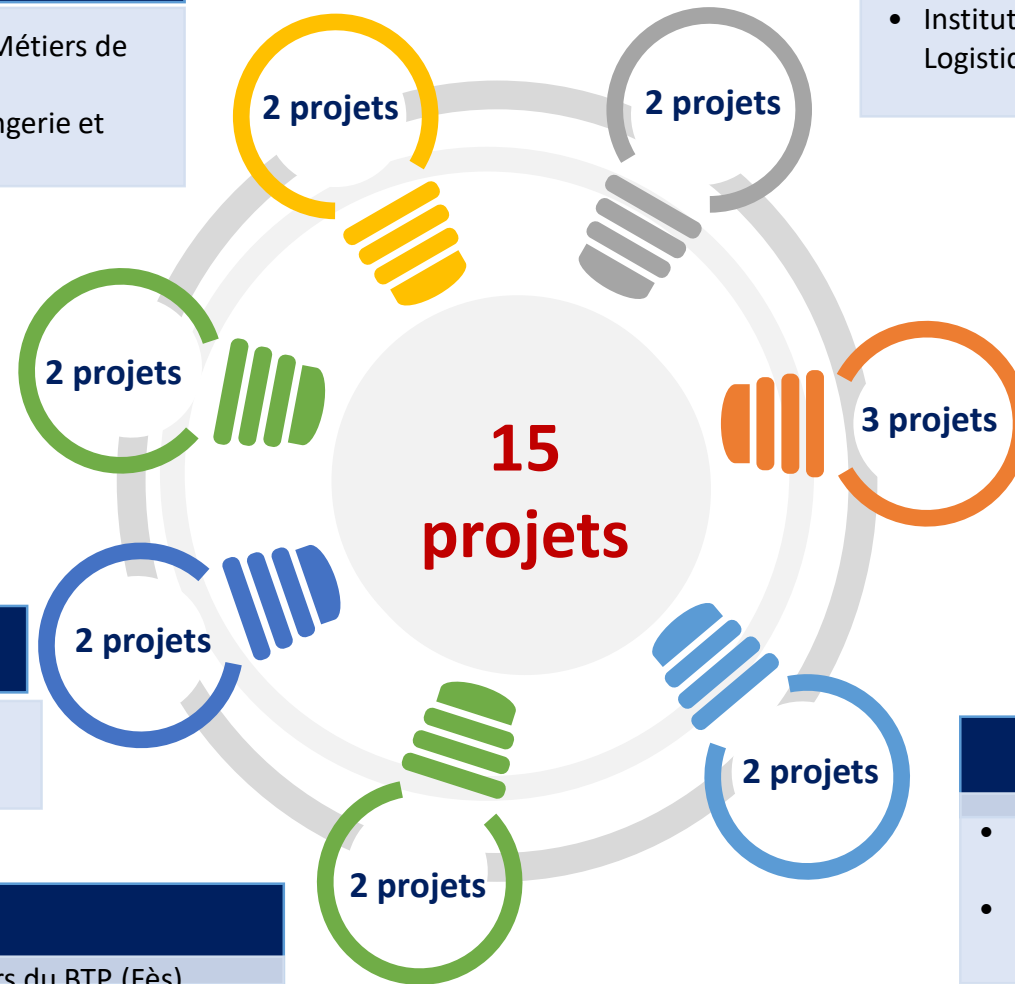 Métiers de
ngerie et
• Institut
Logistic
2 projets
2 projets
2 projets
3 projets
15
projets
2 projets
2 projets
2 projets
•
•
rs du BTP (Fès)